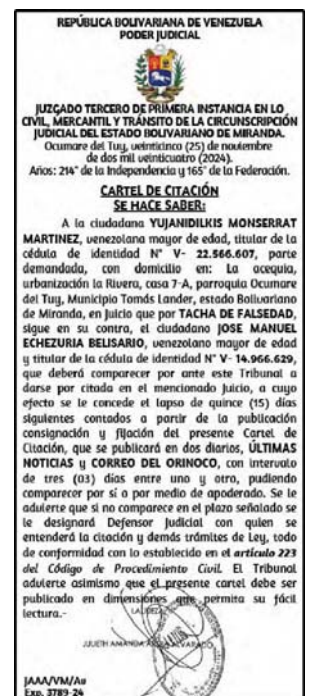 REPÚBLICA BOLIVARIANA DE VENEZUELA
PODER JUDICIAL
JUZGADO TERCERO DE PRIMERA INSTANCIA EN LO
CIVIL, MERCANTIL Y TRÁNSITO DE LA CIRCUNSCRIPCIÓN
JUDICIAL DEL ESTADO BOLIVARIANO DE MIRANDA.
Ocumare del Tuy, veinticinco (25) de noviembre
de dos mil veinticuatro (2024).
Años: 214° de la Independencia y 165° de la Federación.
CARTEL DE CITACIÓN
SE HACE SABER:
A la ciudadana YUJANIDILKIS MONSERRAT
MARTINEZ, venezolana mayor de edad, titular de la
cédula de identidad N° V- 22.566.607, parte
demandada, con domicilio en: La acequia,
urbanización la Rivera, casa 7-A, parroquia Ocumare
del Tuy, Municipio Tomás Lander, estado Bolivariano
de Miranda, en Juicio que por TACHA DE FALSEDAD,
sigue en su contra, el ciudadano JOSE MANUEL
ECHEZURIA BELISARIO, venezolano mayor de edad
y titular de la cédula de identidad N° V- 14.966.629,
que deberá comparecer por ante este Tribunal a
darse por citada en el mencionado Juicio, a cuyo
efecto se le concede el lapso de quince (15) días
siguientes contados a partir de la publicación
consignación y fijación del presente Cartel de
Citación, que se publicará en dos diarios, ÚLTIMAS
NOTICIAS y CORREO DEL ORINOCO, con intervalo
de tres (03) días entre uno y otro, pudiendo
comparecer por sí o por medio de apoderado. Se le
advierte que si no comparece en el plazo señalado se
le designará Defensor Judicial con quien se
entenderá la citación y demás trámites de Ley, todo
de conformidad con lo establecido en el artículo 223
del Código de Procedimiento Civil. El Tribunal
advierte asimismo que el presente cartel debe ser
publicado en dimensiones que permita su fácil
lectura.-
LA JUEZA
JULIETH AMANDA ALVARADO
JAAA/VM/Au
Exp. 3789-24